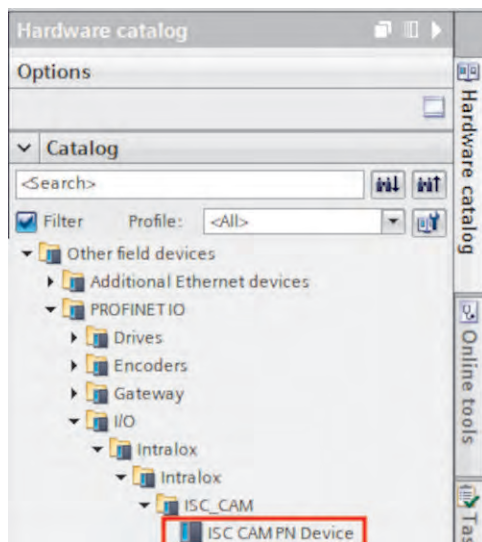 Hardware catalog
Options
Catalog
<Search>
Filter Profile: <All>
Other field devices
Additional Ethernet devices
PROFINET IO
Drives
Encoders
Gateway
I/O
Intralox
Intralox
ISC_CAM
ISC CAM PN Device
Hardware catalog
Online tools
Tas